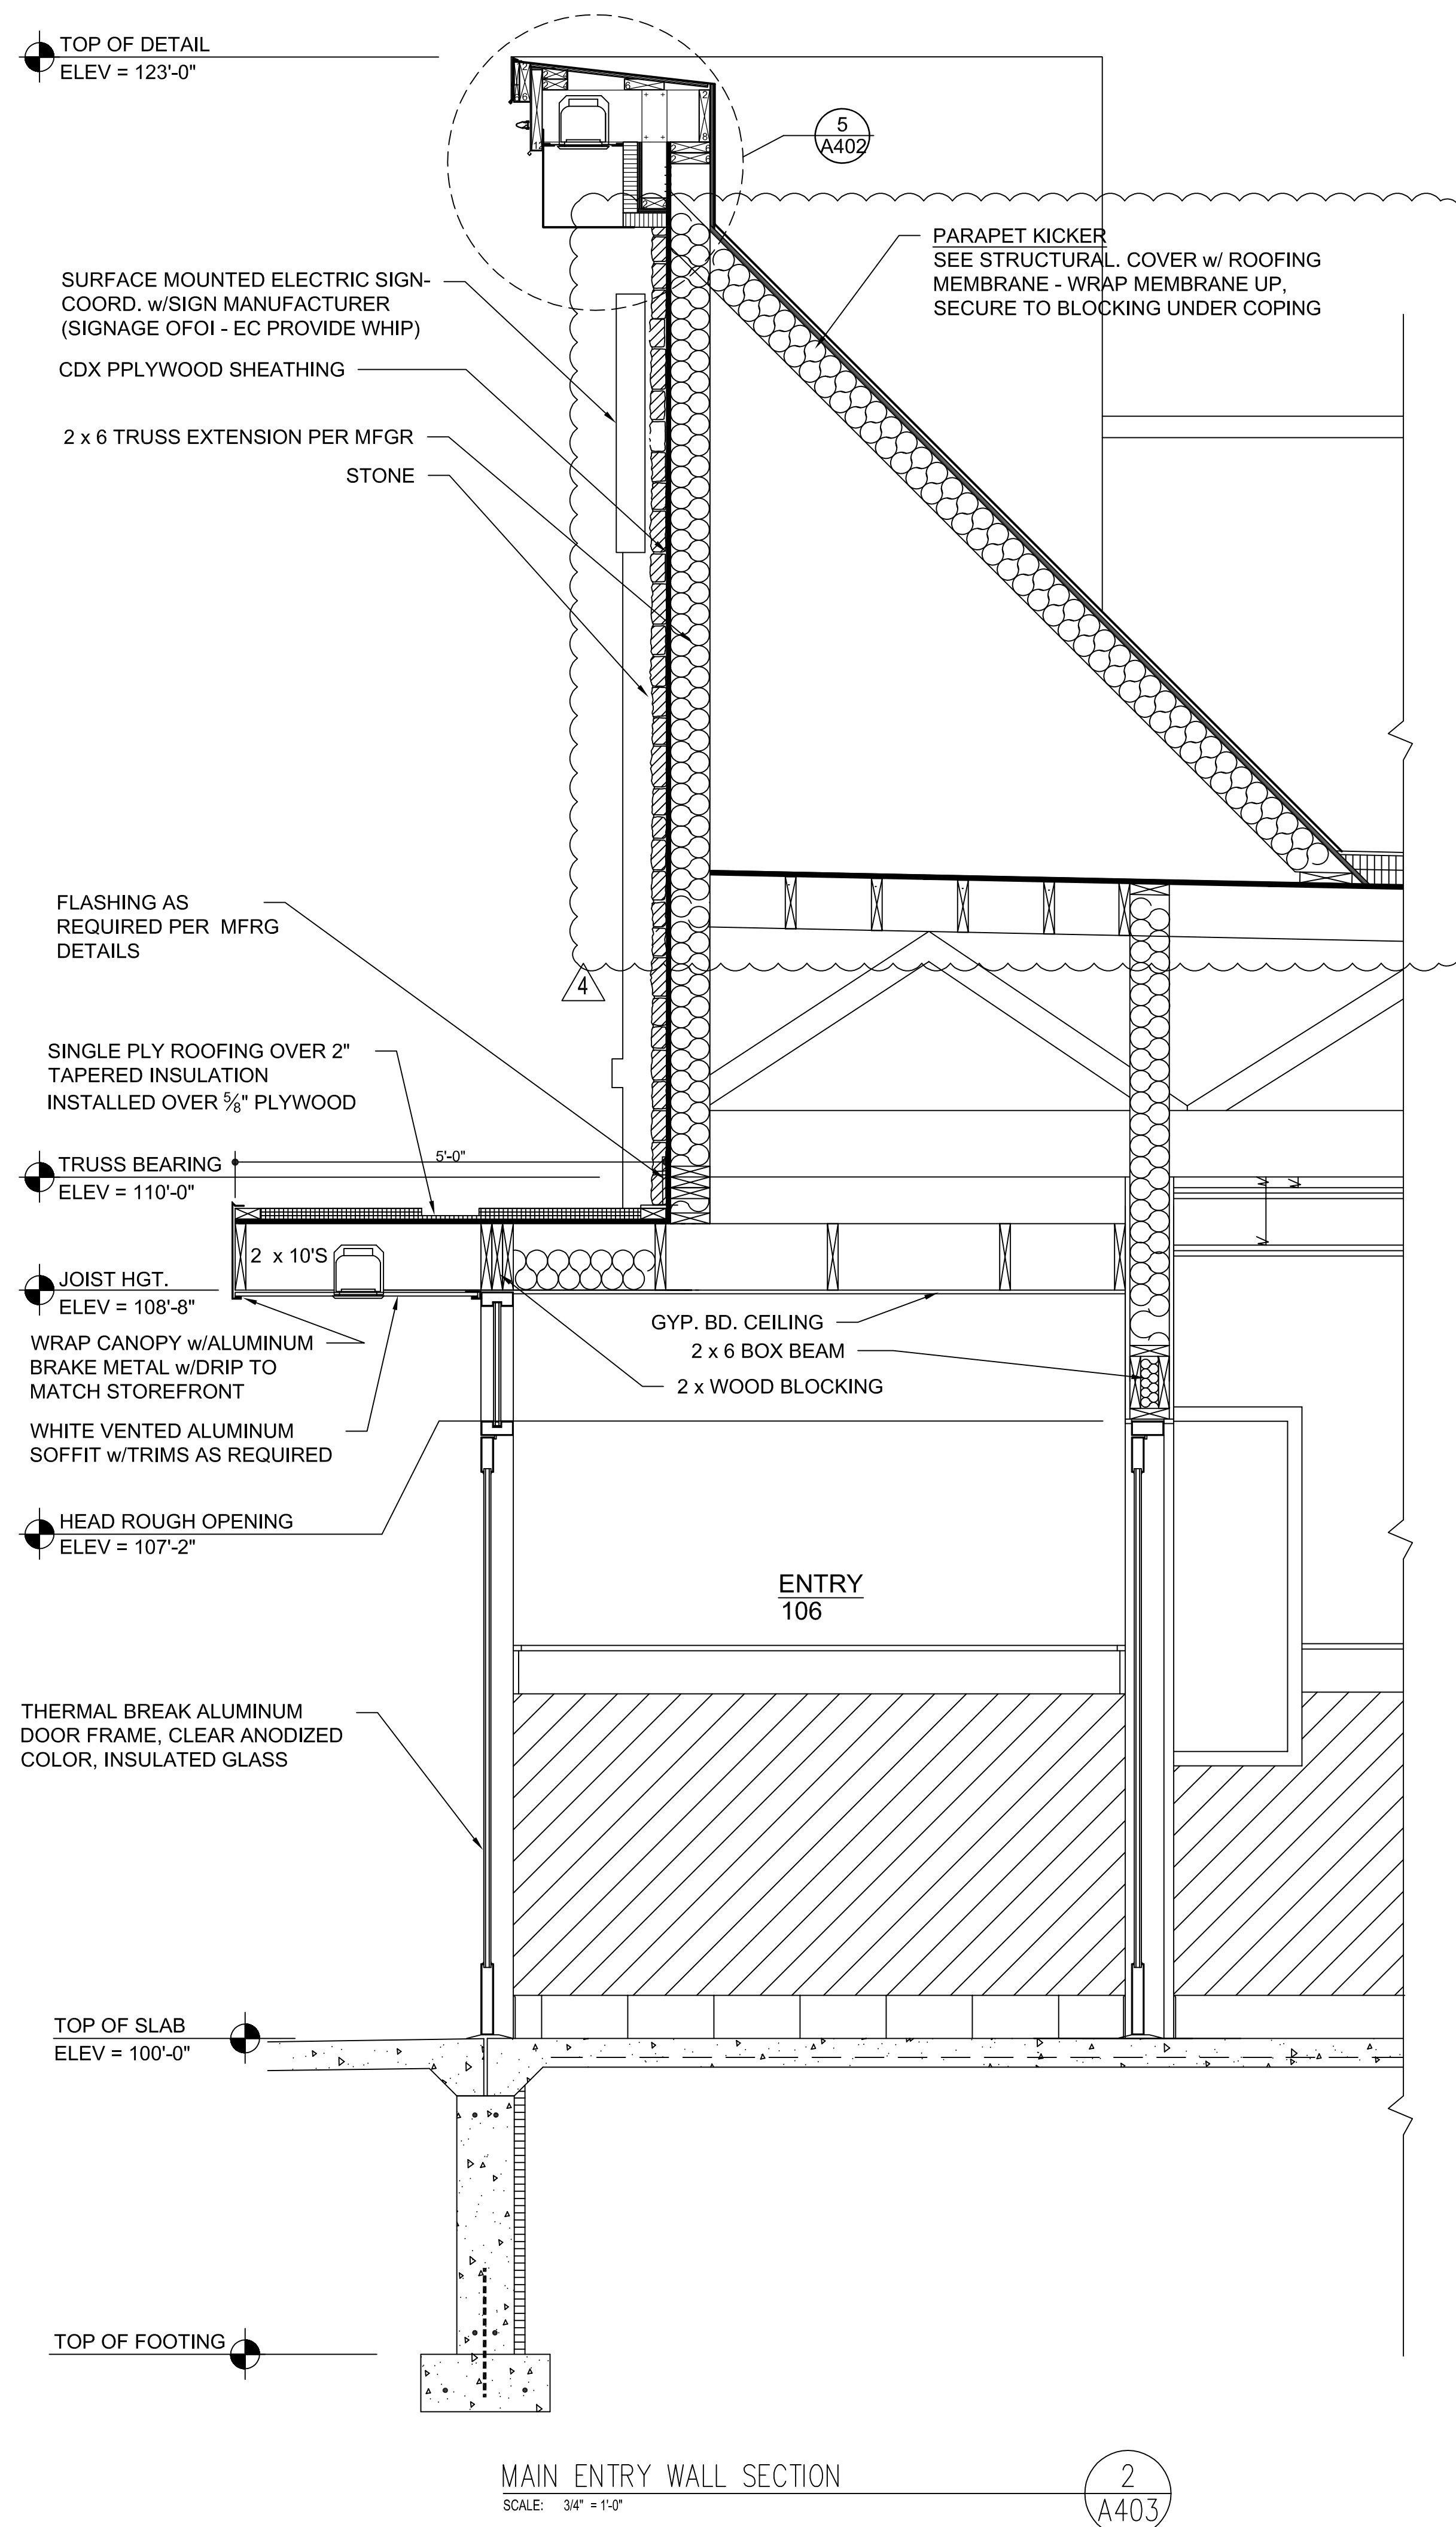 TOP OF DETAIL
ELEV = 123'-0"
5
A402
PARAPET KICKER
SEE STRUCTURAL. COVER w/ ROOFING
MEMBRANE - WRAP MEMBRANE UP,
SECURE TO BLOCKING UNDER COPING
SURFACE MOUNTED ELECTRIC SIGN-
COORD. w/SIGN MANUFACTURER
(SIGNAGE OFOI - EC PROVIDE WHIP)
CDX PPLYWOOD SHEATHING
2 x 6 TRUSS EXTENSION PER MFGR
STONE
FLASHING AS
REQUIRED PER MFRG
DETAILS
4
SINGLE PLY ROOFING OVER 2"
TAPERED INSULATION
INSTALLED OVER ⅝" PLYWOOD
5'-0"
TRUSS BEARING
ELEV = 110'-0"
2 x 10'S
JOIST HGT.
ELEV = 108'-8"
GYP. BD. CEILING
2 x 6 BOX BEAM
2 x WOOD BLOCKING
WRAP CANOPY w/ALUMINUM
BRAKE METAL w/DRIP TO
MATCH STOREFRONT
WHITE VENTED ALUMINUM
SOFFIT w/TRIMS AS REQUIRED
HEAD ROUGH OPENING
ELEV = 107'-2"
ENTRY
106
THERMAL BREAK ALUMINUM
DOOR FRAME, CLEAR ANODIZED
COLOR, INSULATED GLASS
TOP OF SLAB
ELEV = 100'-0"
TOP OF FOOTING
MAIN ENTRY WALL SECTION
SCALE: 3/4" = 1'-0"
2
A403